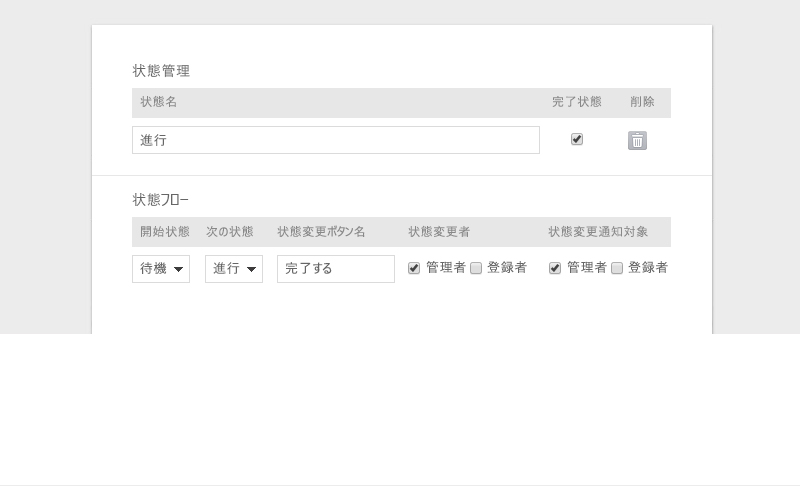 状態管理
状態名 完了状態 削除
進行
状態フロー
開始状態 次の状態 状態変更ボタン名 状態変更者 状態変更通知対象
待機 進行 完了する 管理者 登録者 管理者 登録者